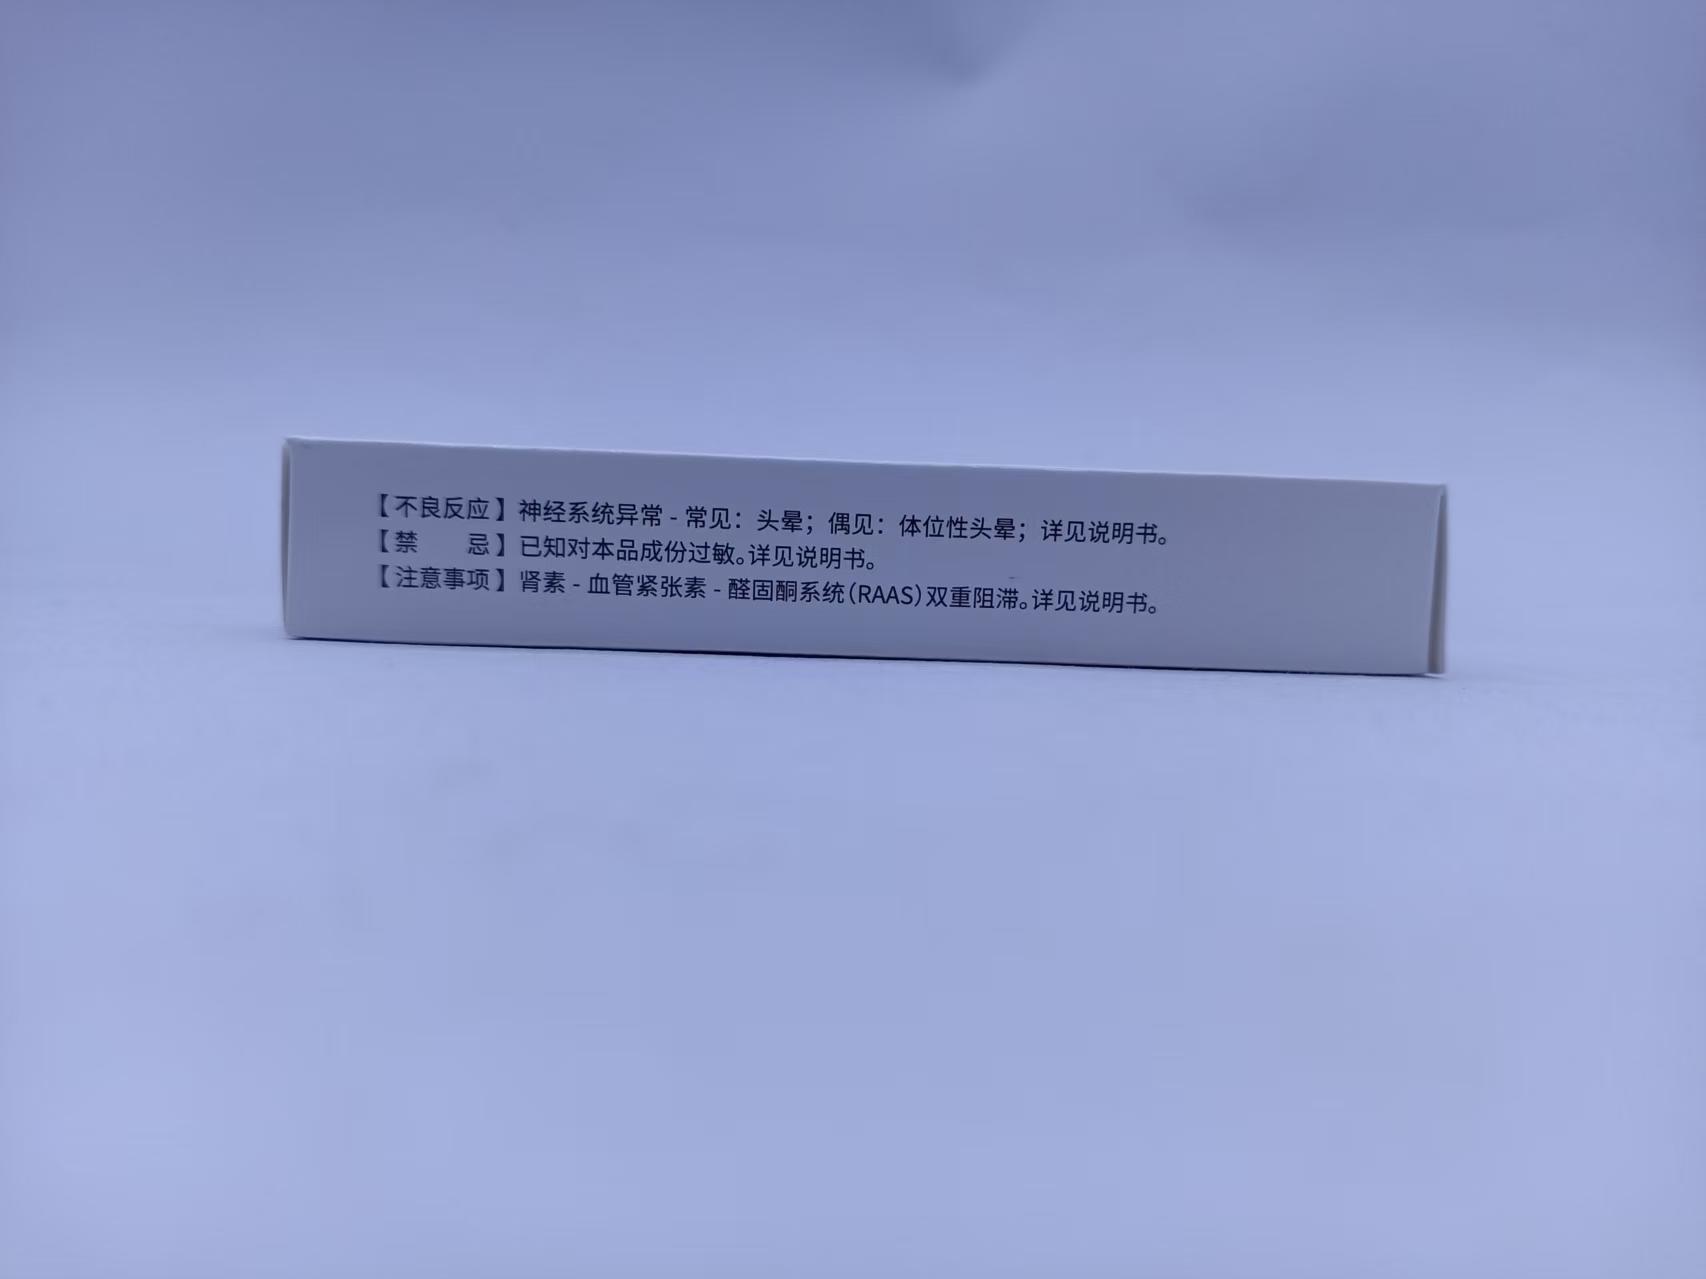 【不良反应】神经系统异常 - 常见：头晕；偶见：体位性头晕；详见说明书。
【禁　　忌】已知对本品成份过敏。详见说明书。
【注意事项】肾素 - 血管紧张素 - 醛固酮系统（RAAS）双重阻滞。详见说明书。